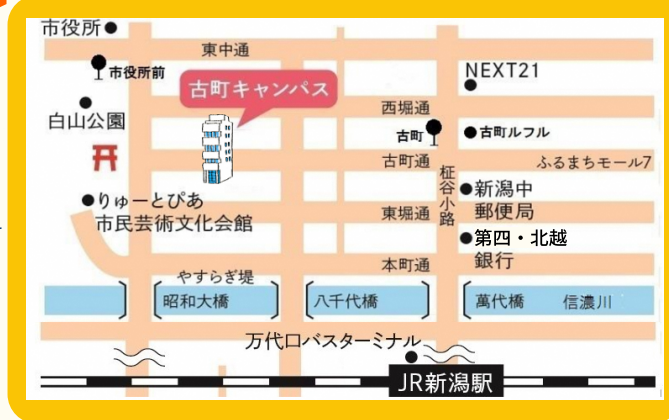 市役所
東中通
市役所前
NEXT21
古町キャンパス
白山公園
西堀通
古町
古町ルフル
古町通
ふるまちモール7
柾谷小路
新潟中
郵便局
りゅーとぴあ
市民芸術文化会館
東堀通
第四・北越
銀行
本町通
やすらぎ堤
昭和大橋
八千代橋
萬代橋
信濃川
万代口バスターミナル
JR新潟駅